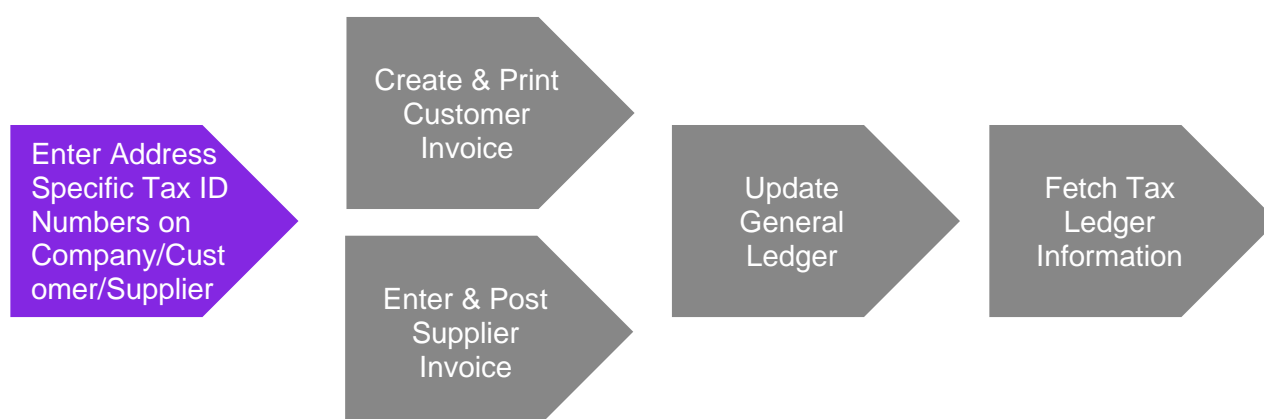 Enter Address
Specific Tax ID
Numbers on
Company/Cust
omer/Supplier
Create & Print
Customer
Invoice
Enter & Post
Supplier
Invoice
Update
General
Ledger
Fetch Tax
Ledger
Information